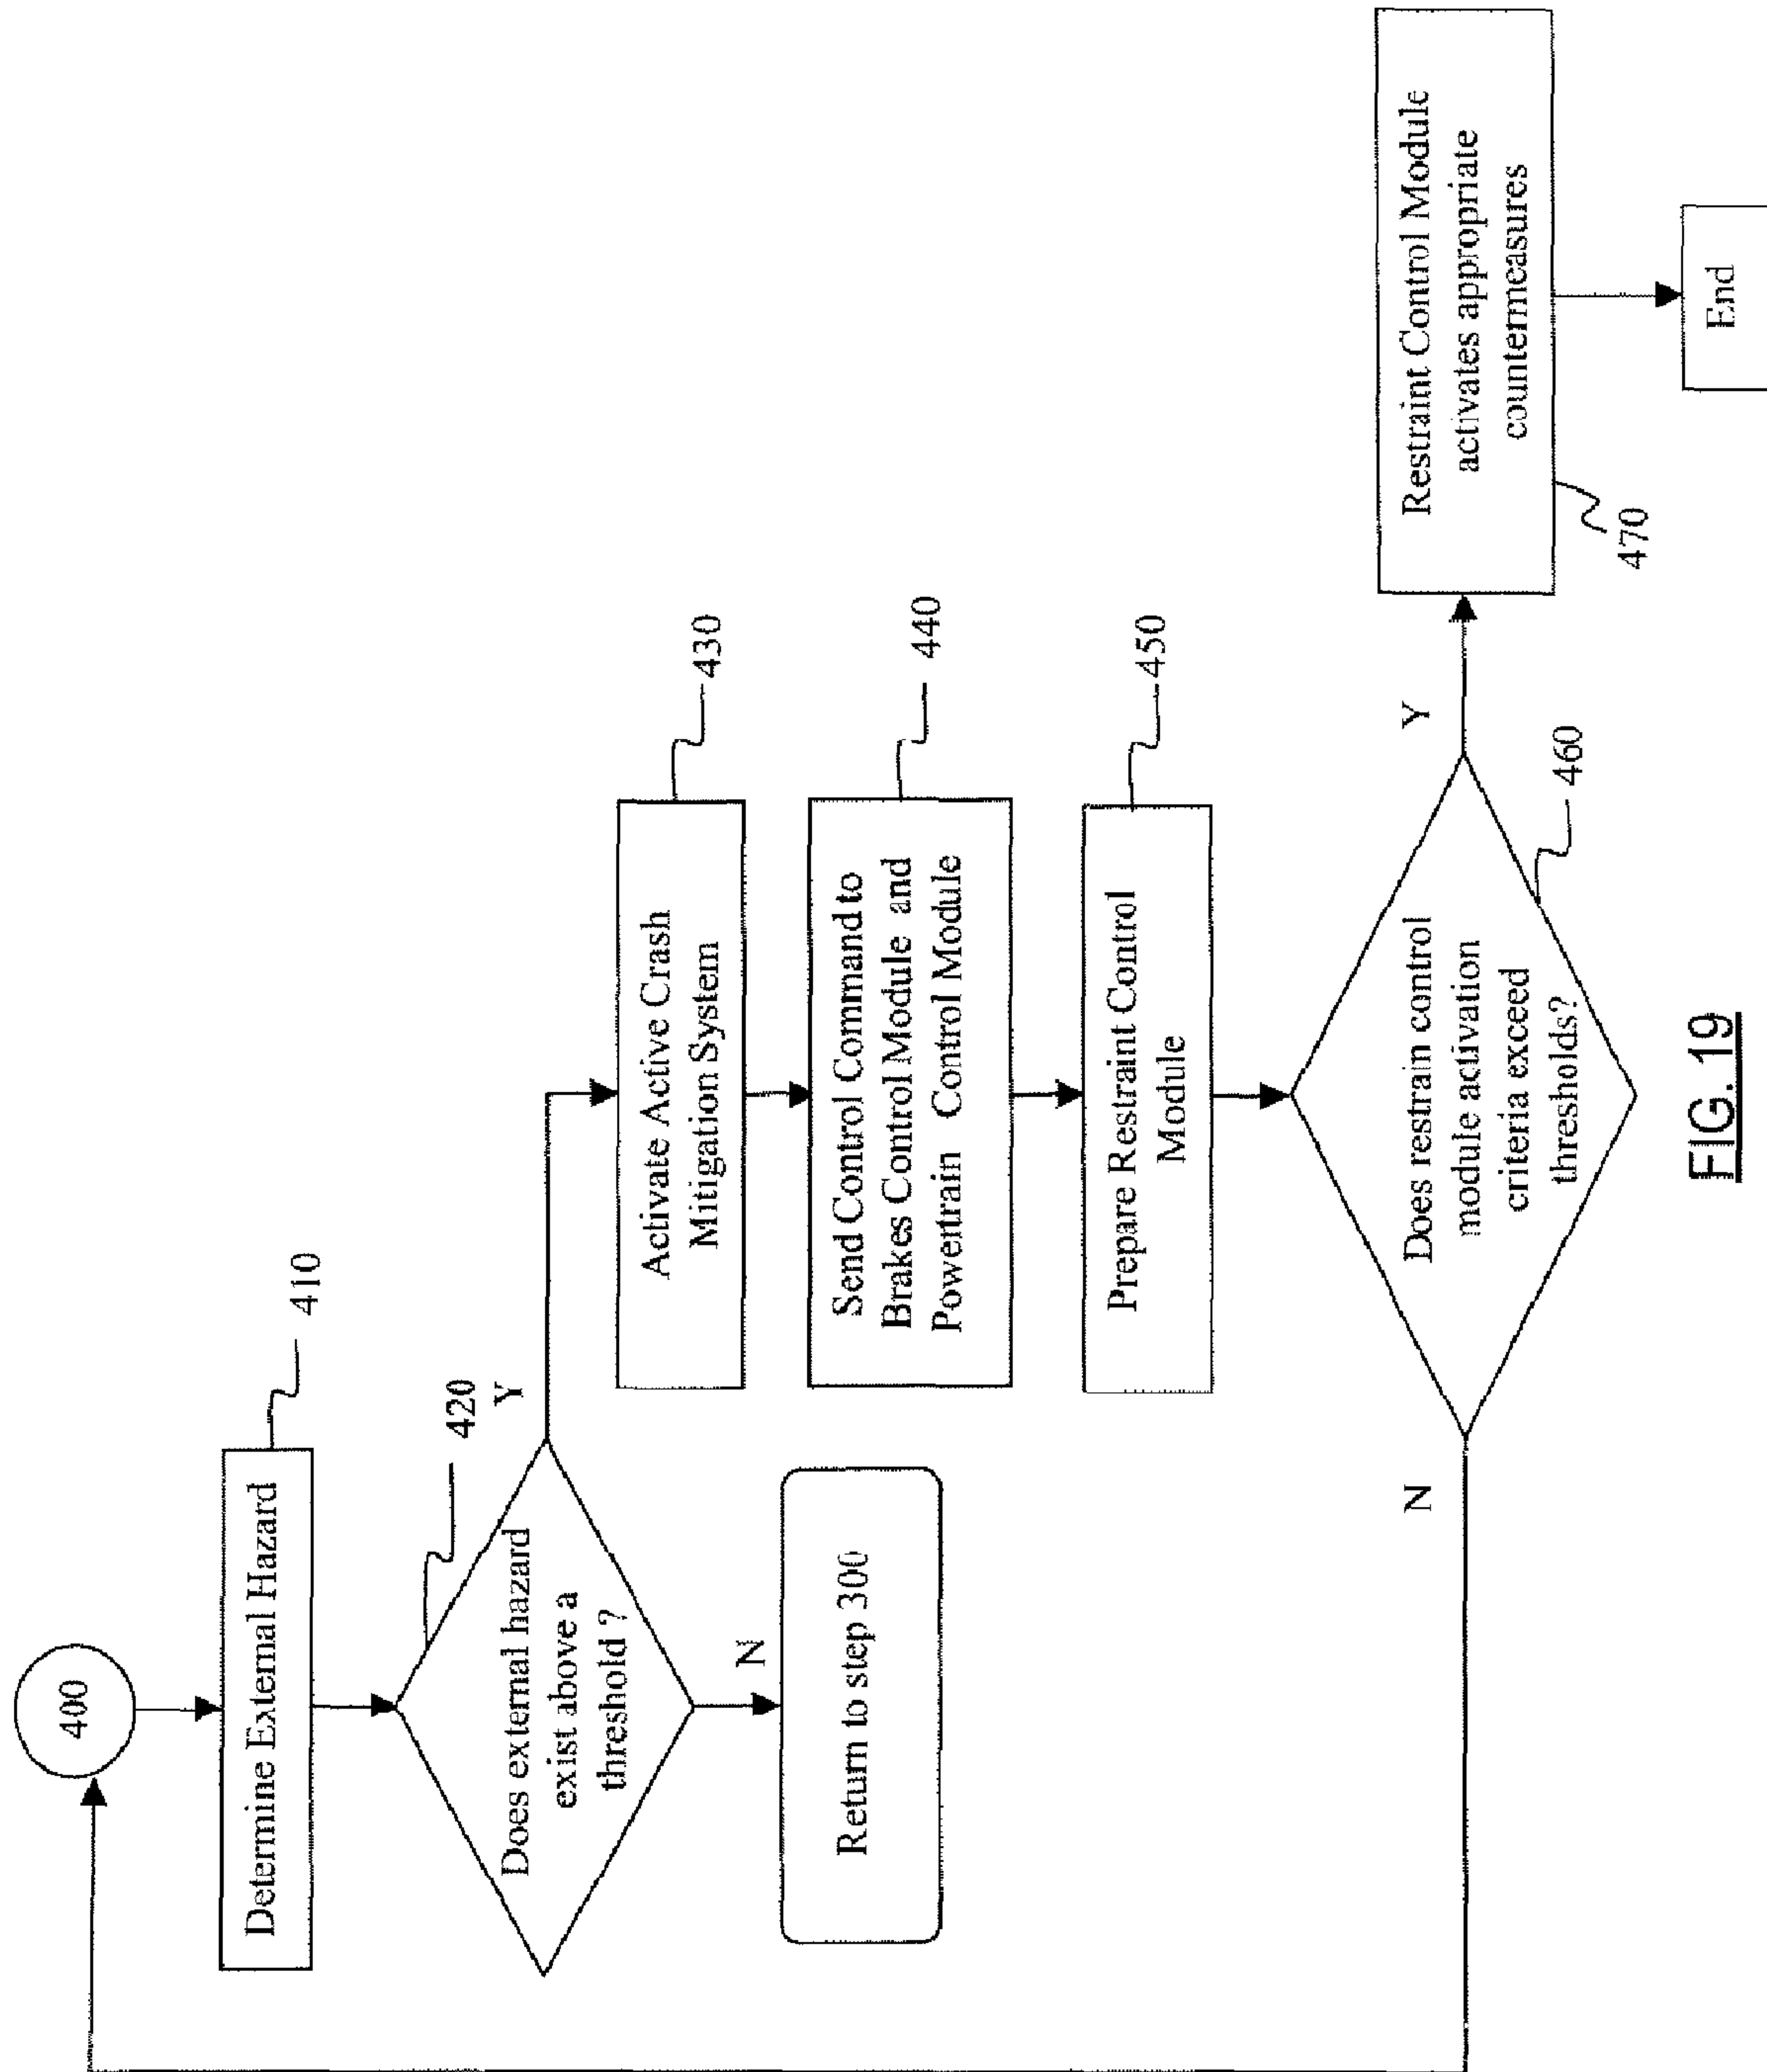 400
Determine External Hazard
410
Does external hazard
exist above a
threshold ?
420
Y
N
Return to step 300
Activate Active Crash
Mitigation System
430
Send Control Command to
Brakes Control Module and
Powertrain Control Module
440
Prepare Restraint Control
Module
450
Does restrain control
module activation
criteria exceed
thresholds?
460
N
Y
Restraint Control Module
activates appropriate
countermeasures
470
End
FIG. 19